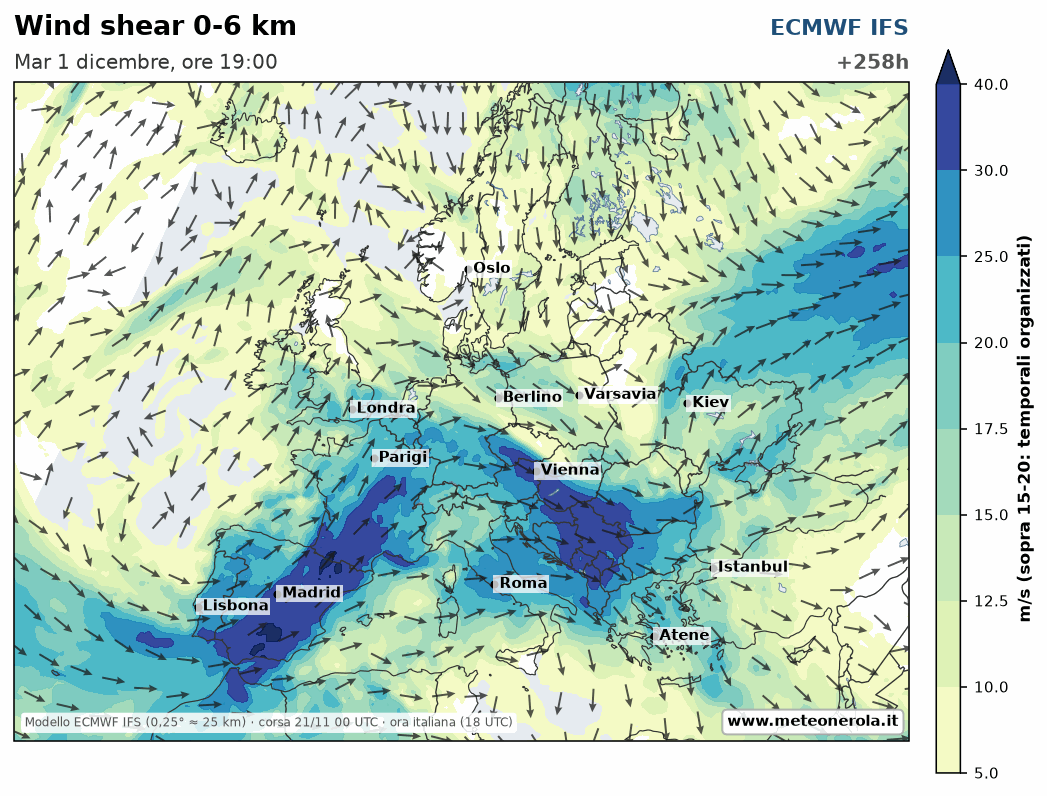 Wind shear 0-6 km
ECMWF IFS
Mar 1 dicembre, ore 19:00
+258h
40.0
30.0
25.0
20.0
17.5
15.0
12.5
10.0
5.0
m/s (sopra 15-20: temporali organizzati)
Oslo
Berlino
Varsavia
Kiev
Londra
Parigi
Vienna
Istanbul
Roma
Madrid
Lisbona
Atene
Modello ECMWF IFS (0,25° ≈ 25 km) · corsa 21/11 00 UTC · ora italiana (18 UTC)
www.meteonerola.it